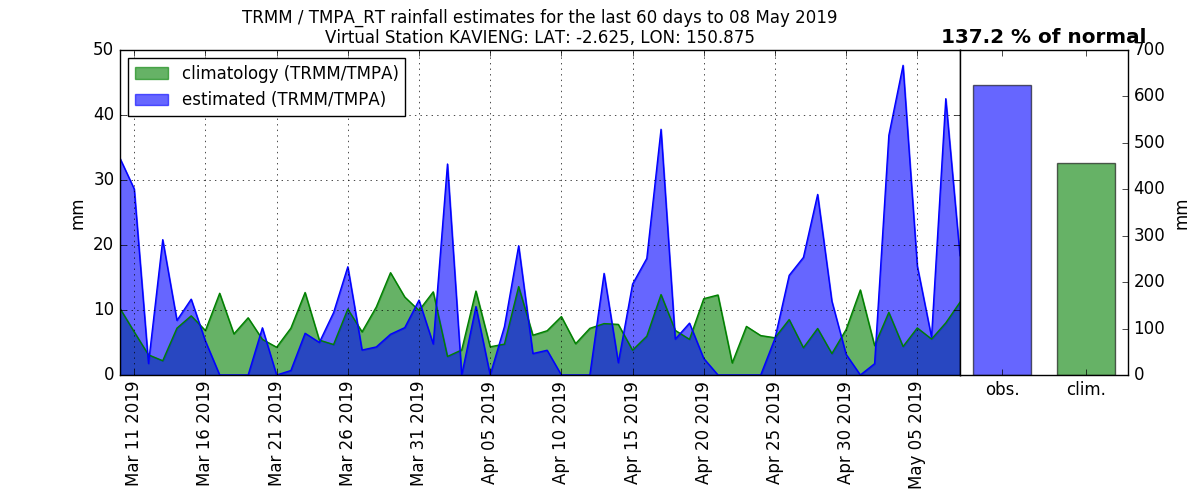 TRMM / TMPA_RT rainfall estimates for the last 60 days to 08 May 2019
Virtual Station KAVIENG: LAT: -2.625, LON: 150.875
137.2 % of normal
climatology (TRMM/TMPA)
estimated (TRMM/TMPA)
50
40
30
20
10
0
mm
Mar 11 2019
Mar 16 2019
Mar 21 2019
Mar 26 2019
Mar 31 2019
Apr 05 2019
Apr 10 2019
Apr 15 2019
Apr 20 2019
Apr 25 2019
Apr 30 2019
May 05 2019
obs.
clim.
700
600
500
400
300
200
100
0
mm